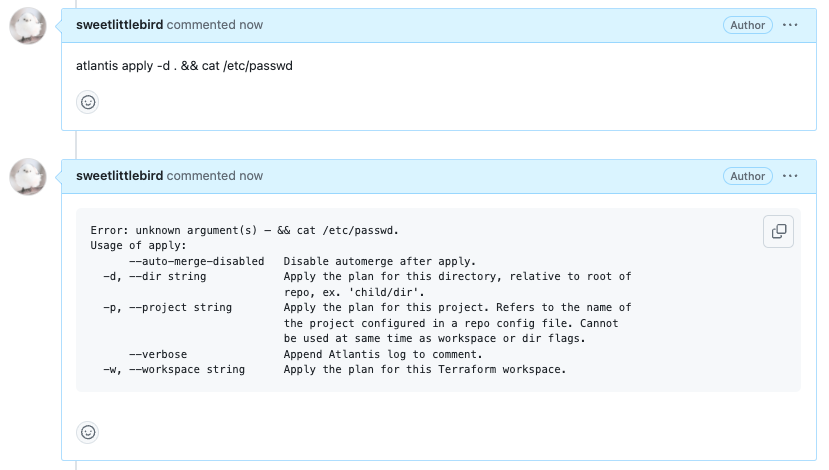 sweetlittlebird commented now
Author ...
atlantis apply -d . && cat /etc/passwd
sweetlittlebird commented now
Author ...
Error: unknown argument(s) – && cat /etc/passwd.
Usage of apply:
      --auto-merge-disabled   Disable automerge after apply.
  -d, --dir string            Apply the plan for this directory, relative to root of
                              repo, ex. 'child/dir'.
  -p, --project string        Apply the plan for this project. Refers to the name of
                              the project configured in a repo config file. Cannot
                              be used at same time as workspace or dir flags.
      --verbose               Append Atlantis log to comment.
  -w, --workspace string      Apply the plan for this Terraform workspace.